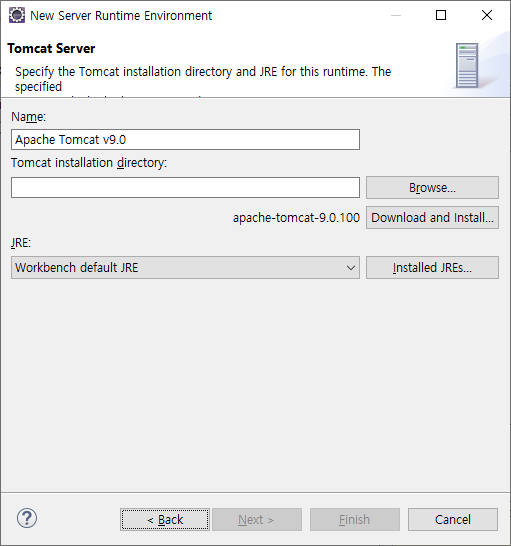 New Server Runtime Environment
Tomcat Server
Specify the Tomcat installation directory and JRE for this runtime. The
specified
Name:
Apache Tomcat v9.0
Tomcat installation directory:
Browse...
apache-tomcat-9.0.100
Download and Install...
JRE:
Workbench default JRE
Installed JREs...
?
< Back
Next >
Finish
Cancel